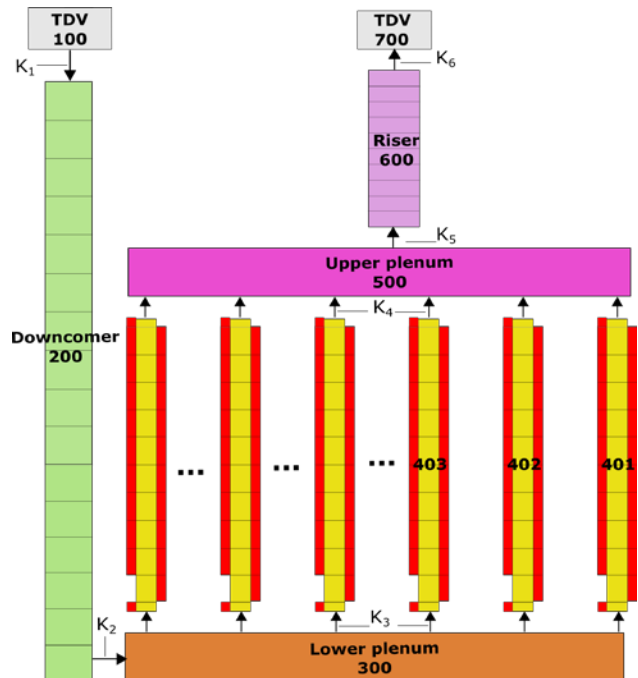 TDV
100
TDV
700
K₁
K₆
Riser
600
K₅
Upper plenum
500
K₄
Downcomer
200
...
...
...
403
402
401
K₂
K₃
Lower plenum
300